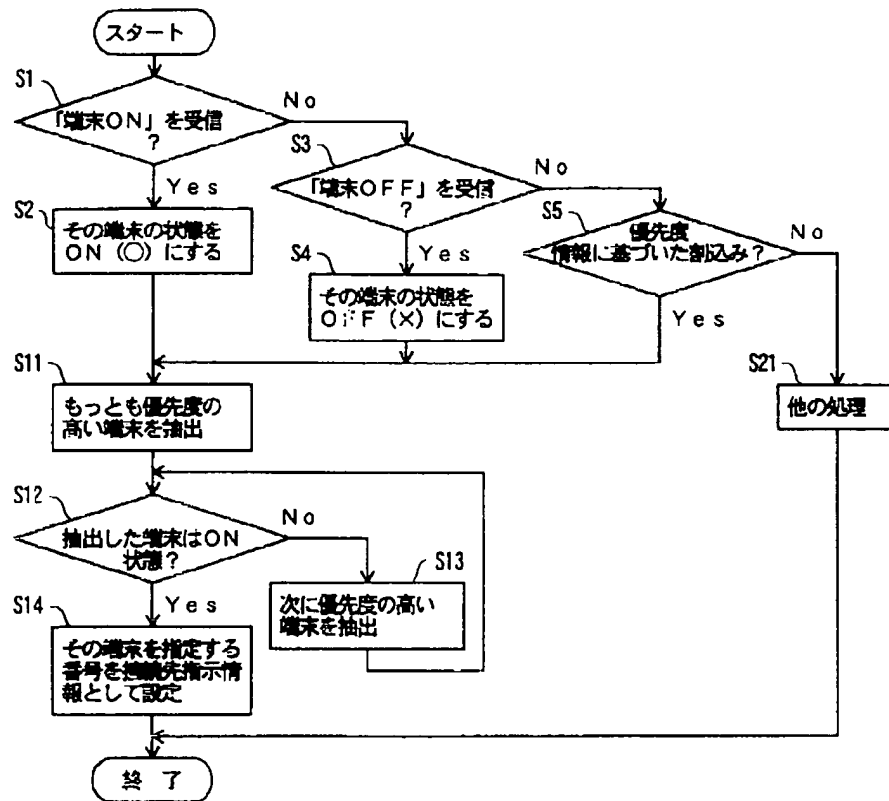 スタート
S1
「端末ON」を受信
?
No
Yes
S2
その端末の状態を
ON(○)にする
S3
「端末OFF」を受信
?
No
Yes
S4
その端末の状態を
OFF(×)にする
S5
優先度
情報に基づいた割込み?
No
Yes
S11
もっとも優先度の
高い端末を抽出
S21
他の処理
S12
抽出した端末はON
状態?
No
Yes
S13
次に優先度の高い
端末を抽出
S14
その端末を指定する
番号を接続先指示情
報として設定
終 了